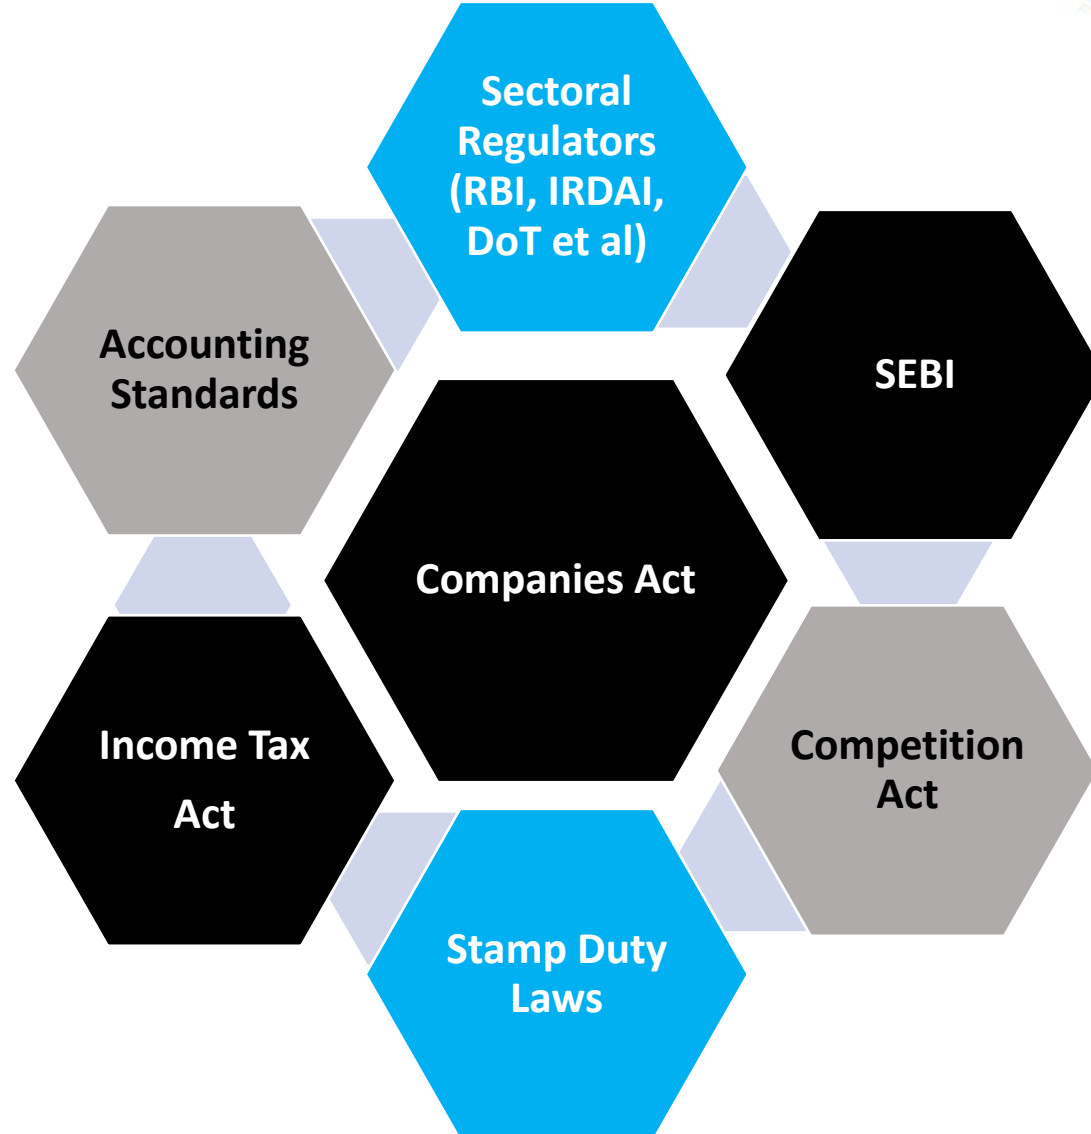 Sectoral
Regulators
(RBI, IRDAI,
DoT et al)
SEBI
Accounting
Standards
Companies Act
Competition
Act
Income Tax
Act
Stamp Duty
Laws